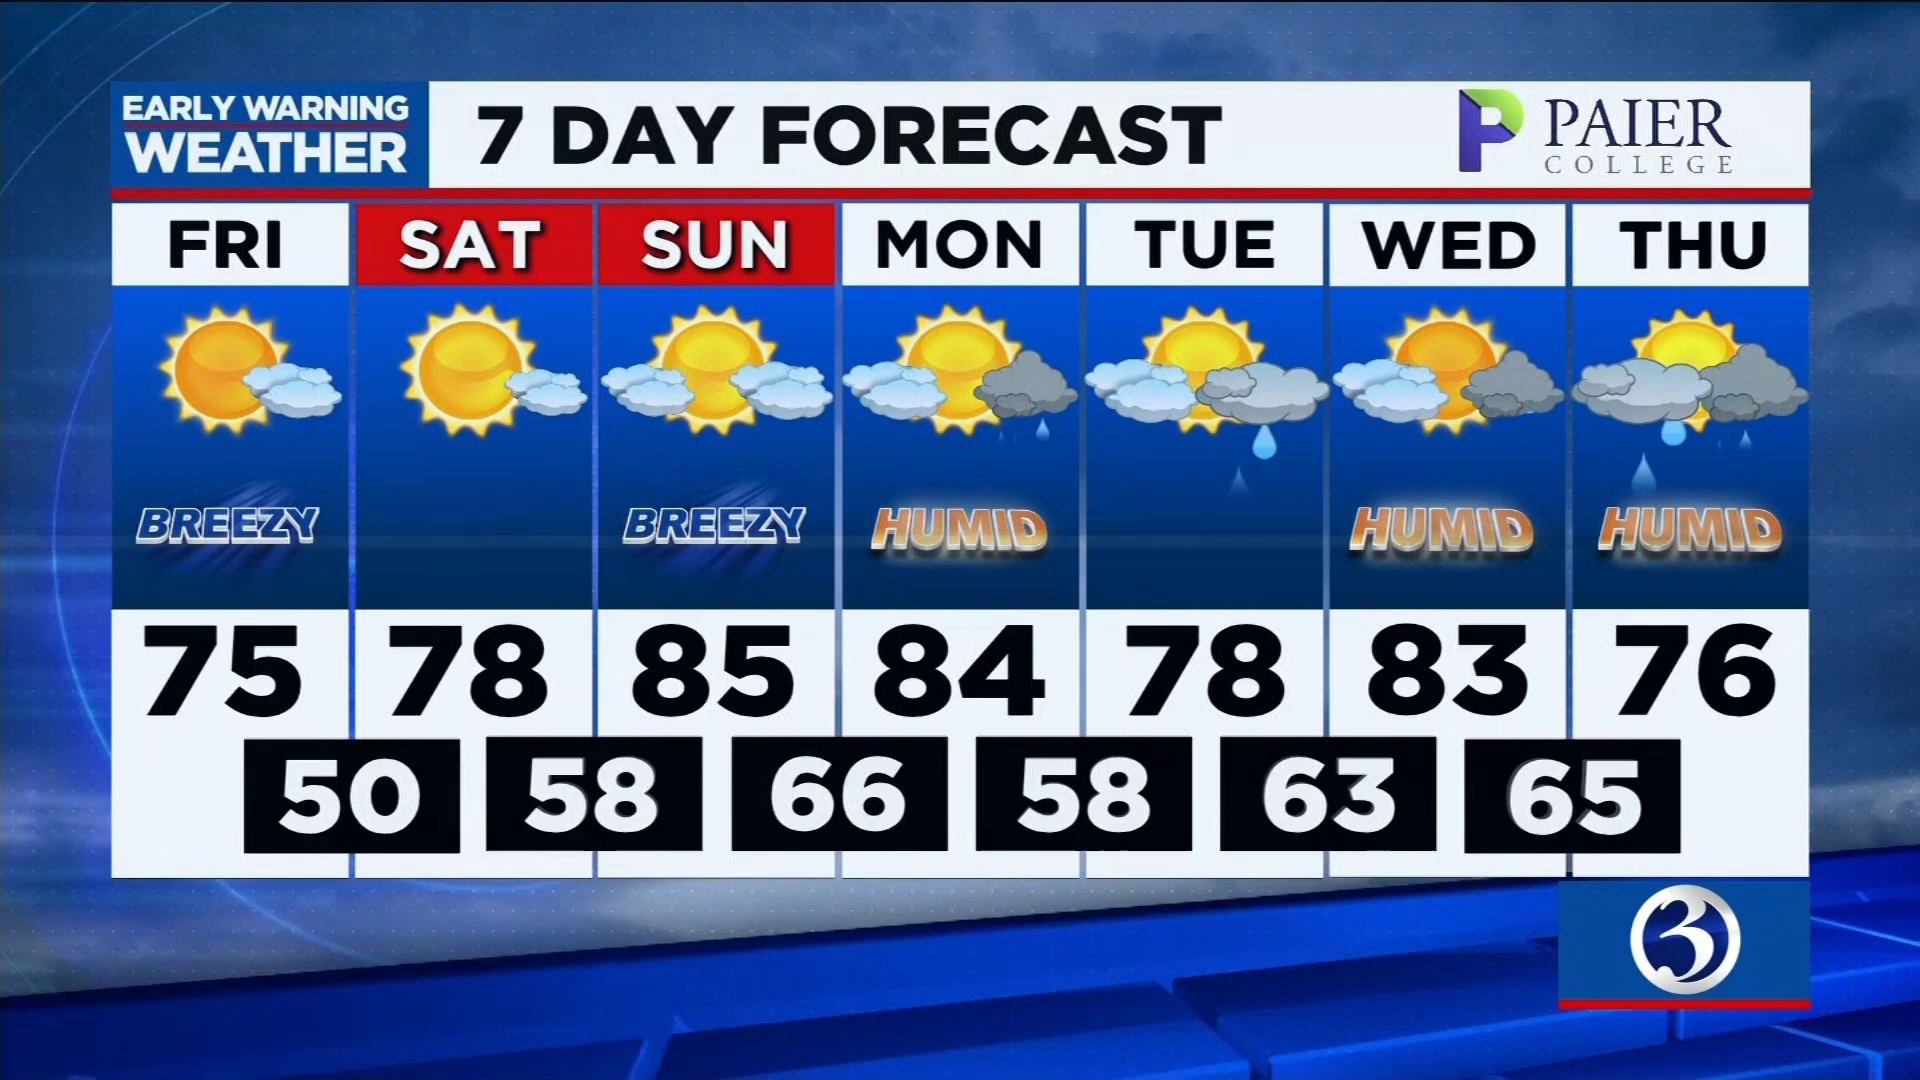 EARLY WARNING
WEATHER
7 DAY FORECAST
PAIER
COLLEGE
FRI SAT SUN MON TUE WED THU
BREEZY BREEZY HUMID HUMID HUMID
75 78 85 84 78 83 76
50 58 66 58 63 65
3